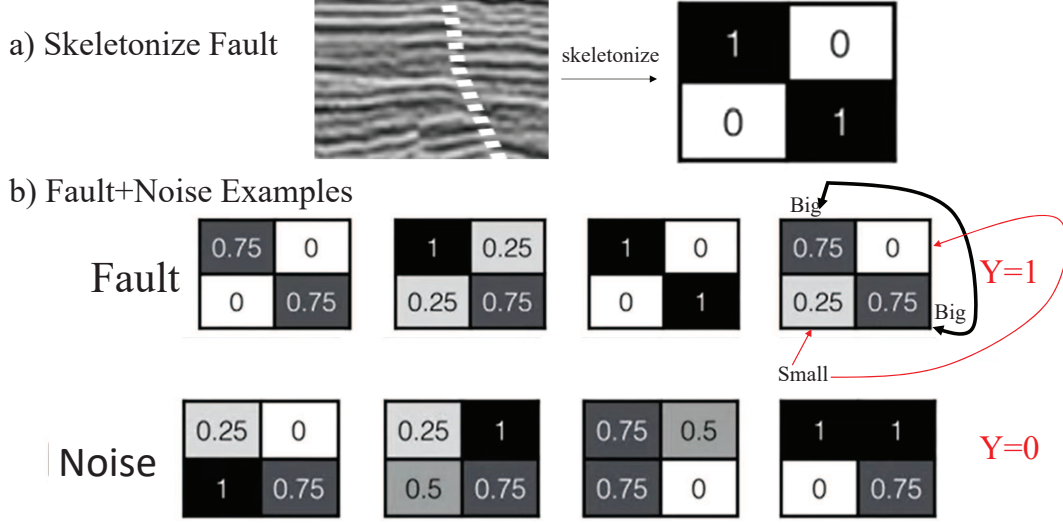 a) Skeletonize Fault
skeletonize
1 0
0 1
b) Fault+Noise Examples
Big
Fault
0.75 0
0 0.75
1 0.25
0.25 0.75
1 0
0 1
0.75 0
0.25 0.75
Big
Y=1
Small
Noise
0.25 0
1 0.75
0.25 1
0.5 0.75
0.75 0.5
0.75 0
1 1
0 0.75
Y=0